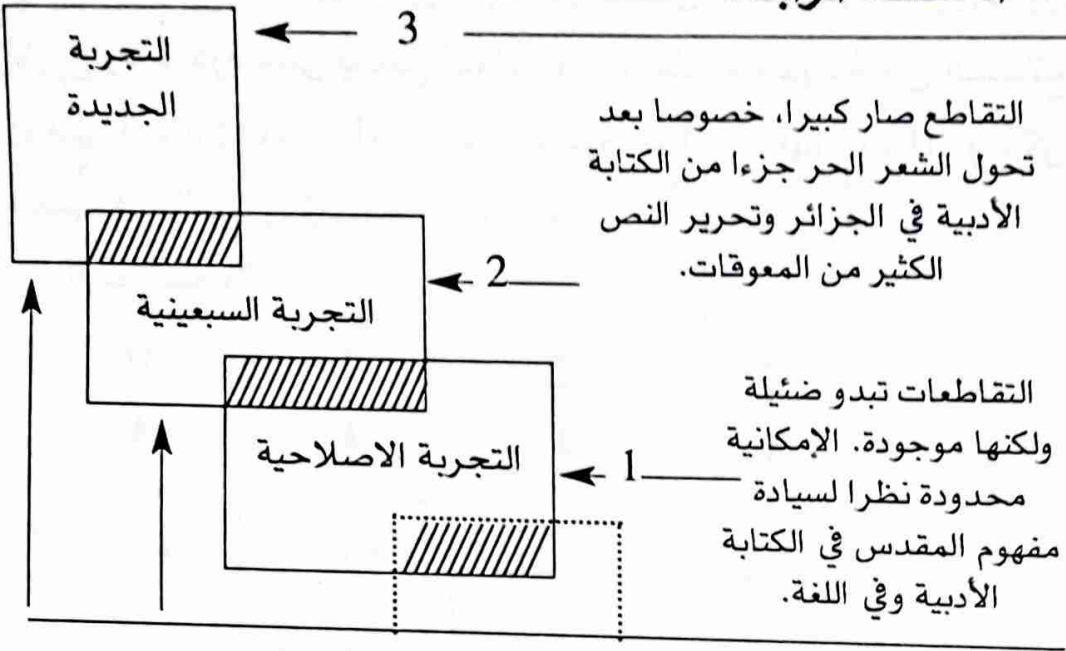 3
التجربة
الجديدة
التقاطع صار كبيرا، خصوصا بعد
تحول الشعر الحر جزءا من الكتابة
الأدبية في الجزائر وتحرير النص
الكثير من المعوقات.
2
التجربة السبعينية
التقاطعات تبدو ضئيلة
ولكنها موجودة. الإمكانية
محدودة نظرا لسيادة
مفهوم المقدس في الكتابة
الأدبية وفي اللغة.
1
التجربة الاصلاحية